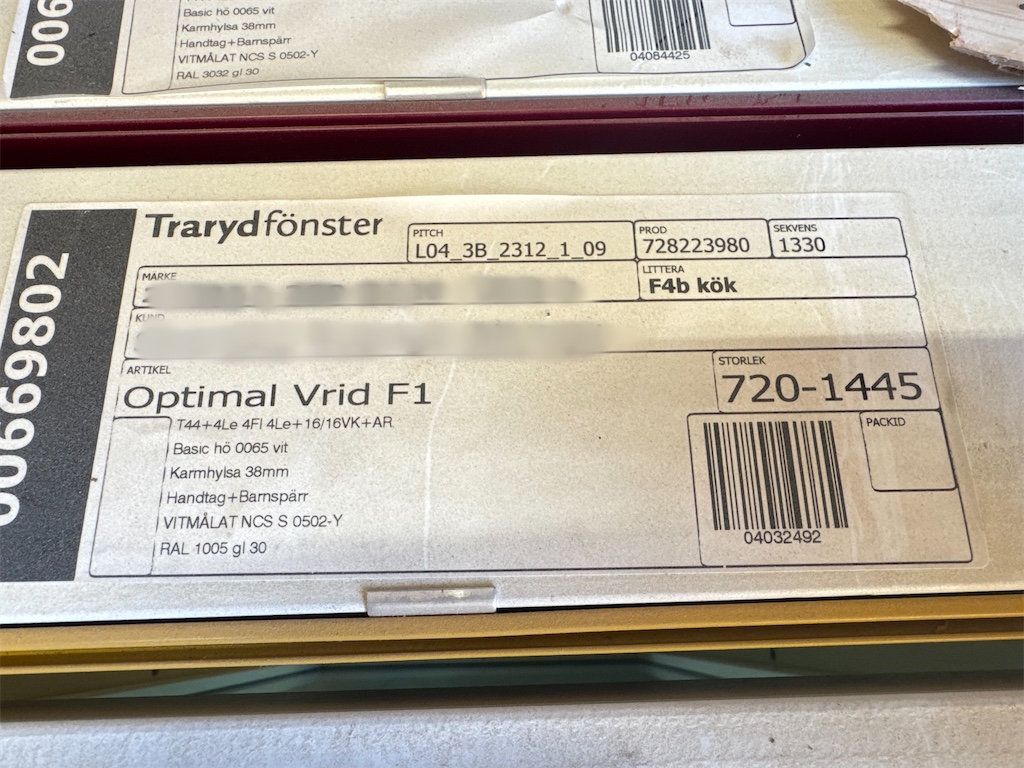 006
Basic hö 0065 vit
Karmhylsa 38mm
Handtag+Barnspärr
VITMÅLAT NCS S 0502-Y
RAL 3032 gl 30
04084425
00669802
Trarydfönster
PITCH
L04_3B_2312_1_09
PROD
728223980
SEKVENS
1330
MÄRKE
LITTERA
F4b kök
KUND
ARTIKEL
Optimal Vrid F1
STORLEK
720-1445
T44+4Le 4Fl 4Le+16/16VK+AR
Basic hö 0065 vit
Karmhylsa 38mm
Handtag+Barnspärr
VITMÅLAT NCS S 0502-Y
RAL 1005 gl 30
PACKID
04032492